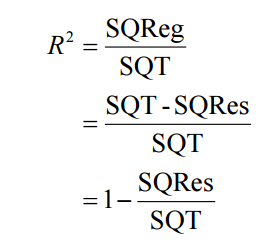 R² = SQReg / SQT
= SQT - SQRes / SQT
= 1 − SQRes / SQT